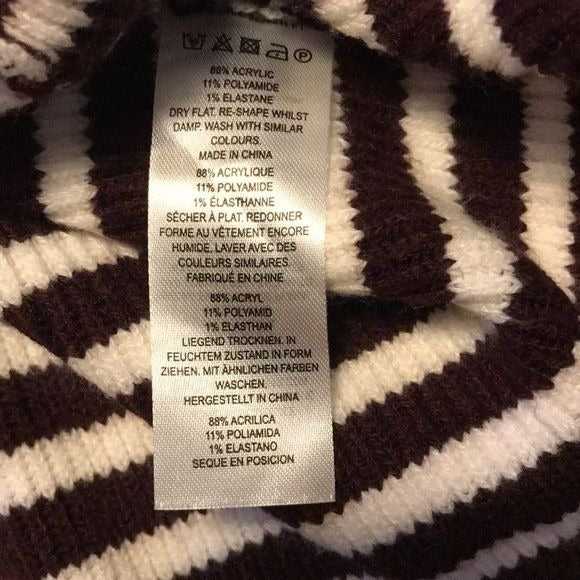 88% ACRYLIC
11% POLYAMIDE
1% ELASTANE
DRY FLAT. RE-SHAPE WHILST
DAMP. WASH WITH SIMILAR
COLOURS.
MADE IN CHINA
88% ACRYLIQUE
11% POLYAMIDE
1% ÉLASTHANNE
SÉCHER À PLAT. REDONNER
FORME AU VÊTEMENT ENCORE
HUMIDE. LAVER AVEC DES
COULEURS SIMILAIRES.
FABRIQUÉ EN CHINE
88% ACRYL
11% POLYAMID
1% ELASTHAN
LIEGEND TROCKNEN. IN
FEUCHTEM ZUSTAND IN FORM
ZIEHEN. MIT ÄHNLICHEN FARBEN
WASCHEN.
HERGESTELLT IN CHINA
88% ACRILICA
11% POLIAMIDA
1% ELASTANO
SEQUE EN POSICION